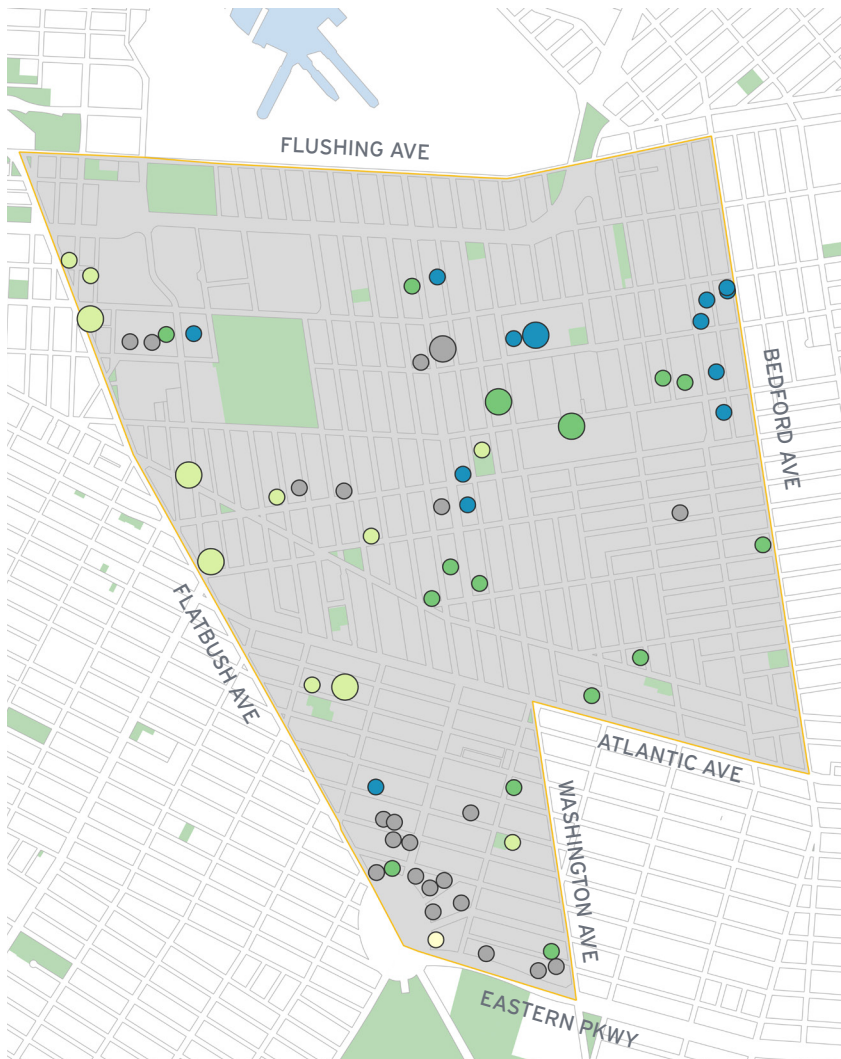 FLUSHING AVE
BEDFORD AVE
FLATBUSH AVE
ATLANTIC AVE
WASHINGTON AVE
EASTERN PKWY